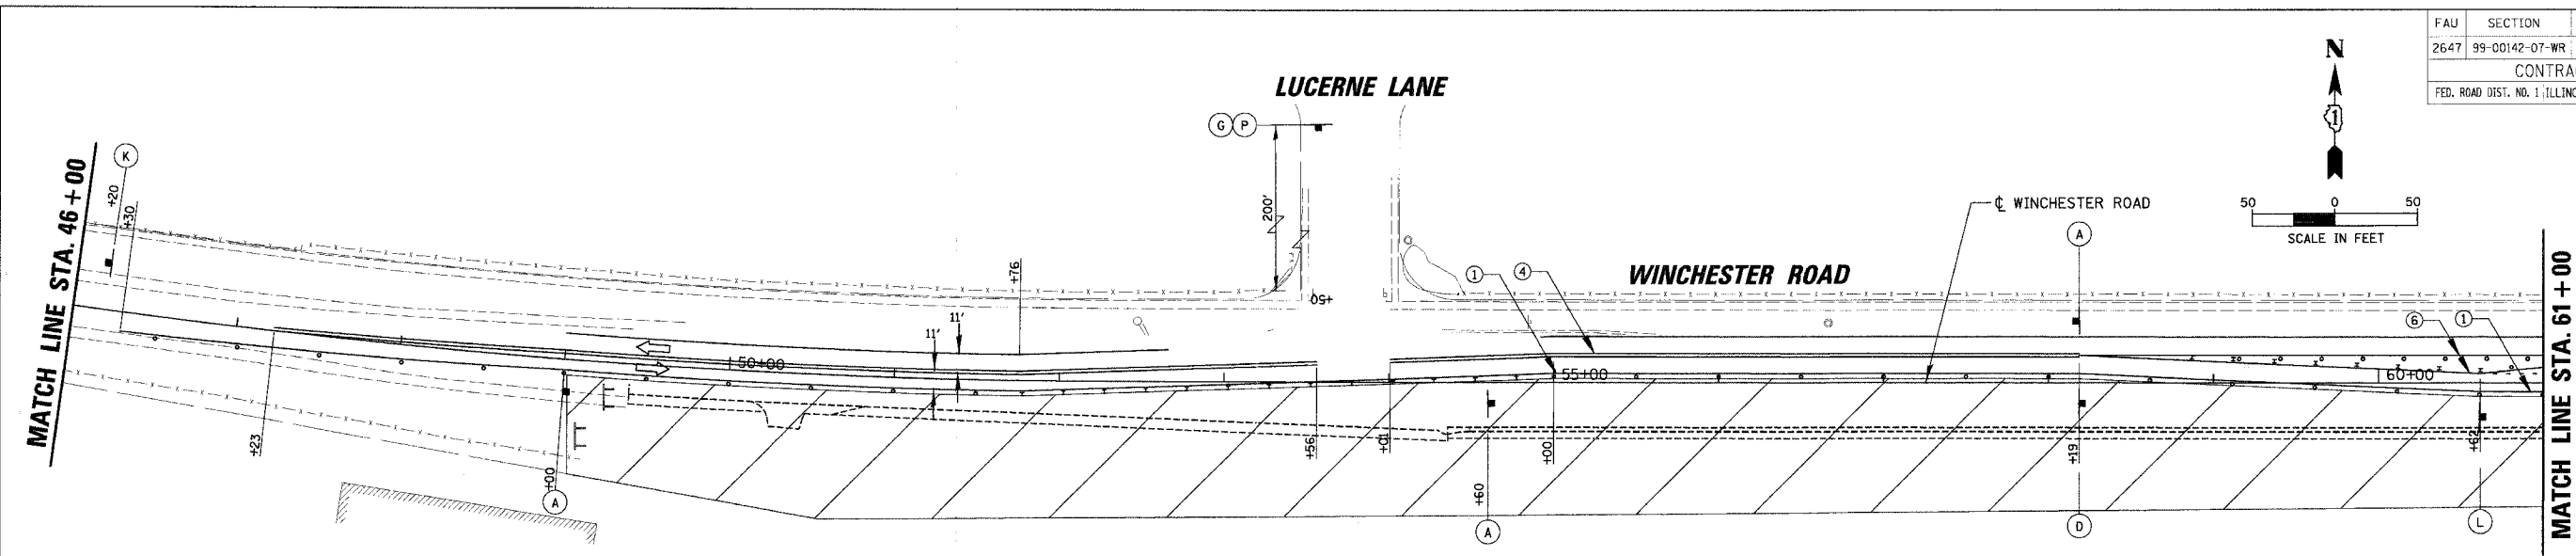 FAU SECTION
2647 99-00142-07-WR
CONTRA
FED. ROAD DIST. NO. 1 ILLINO
N
1
LUCERNE LANE
G P
K
+20
+30
MATCH LINE STA. 46+00
200'
+76
+50
11'
11'
50+00
+23
+00
A
+56
+01
1
4
WINCHESTER ROAD
℄ WINCHESTER ROAD
A
50 0 50
SCALE IN FEET
55+00
+00
+60
A
+19
D
6
1
60+00
+62
L
MATCH LINE STA. 61+00